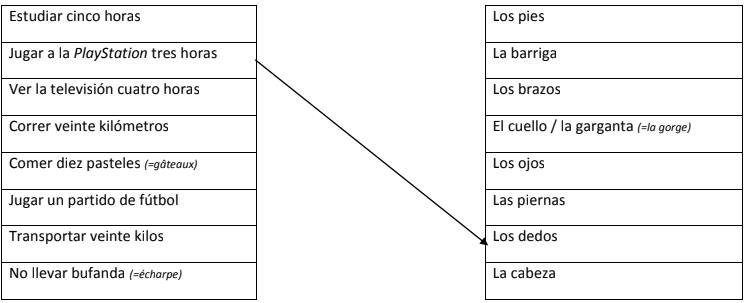 Estudiar cinco horas
Jugar a la PlayStation tres horas
Ver la televisión cuatro horas
Correr veinte kilómetros
Comer diez pasteles (=gâteaux)
Jugar un partido de fútbol
Transportar veinte kilos
No llevar bufanda (=écharpe)
Los pies
La barriga
Los brazos
El cuello / la garganta (=la gorge)
Los ojos
Las piernas
Los dedos
La cabeza